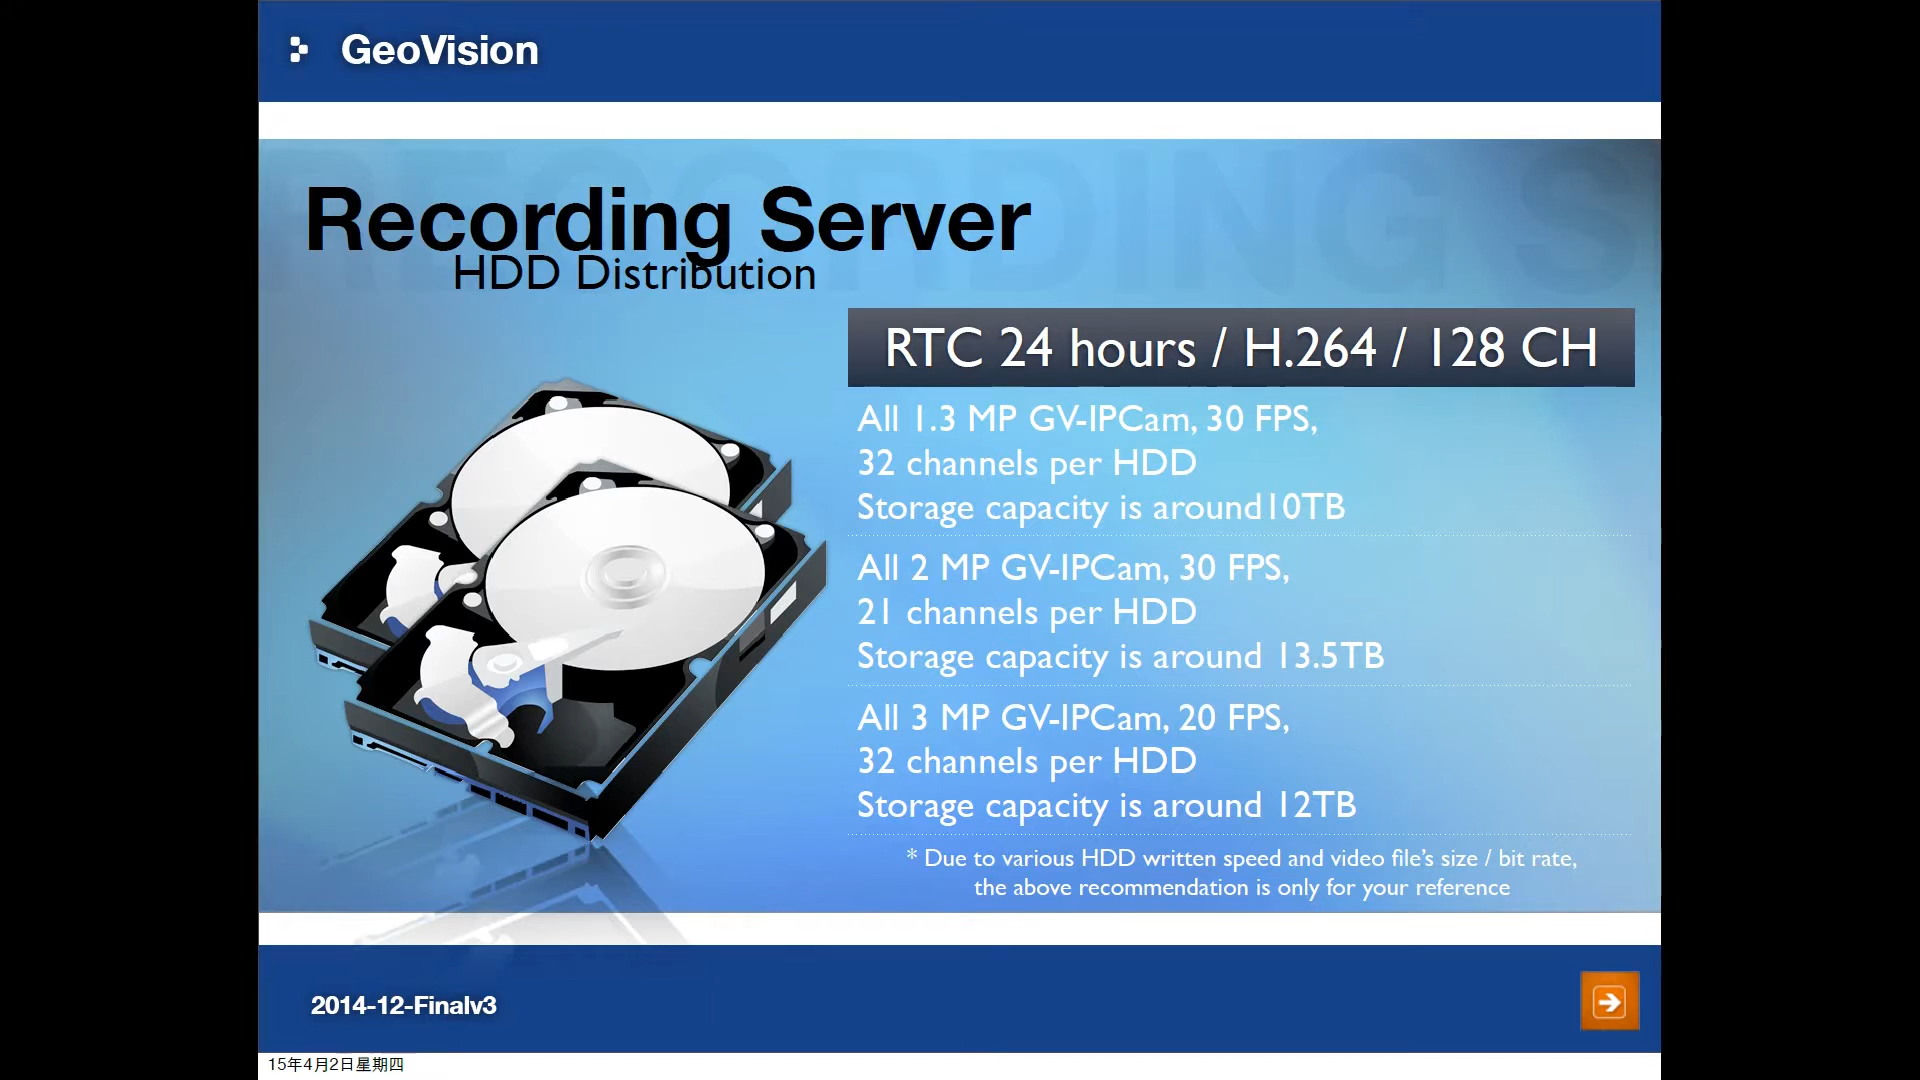 GeoVision
RECORDING S
Recording Server
HDD Distribution
RTC 24 hours / H.264 / 128 CH
All 1.3 MP GV-IPCam, 30 FPS,
32 channels per HDD
Storage capacity is around10TB
All 2 MP GV-IPCam, 30 FPS,
21 channels per HDD
Storage capacity is around 13.5TB
All 3 MP GV-IPCam, 20 FPS,
32 channels per HDD
Storage capacity is around 12TB
* Due to various HDD written speed and video file’s size / bit rate,
the above recommendation is only for your reference
2014-12-Finalv3
15年4月2日星期四